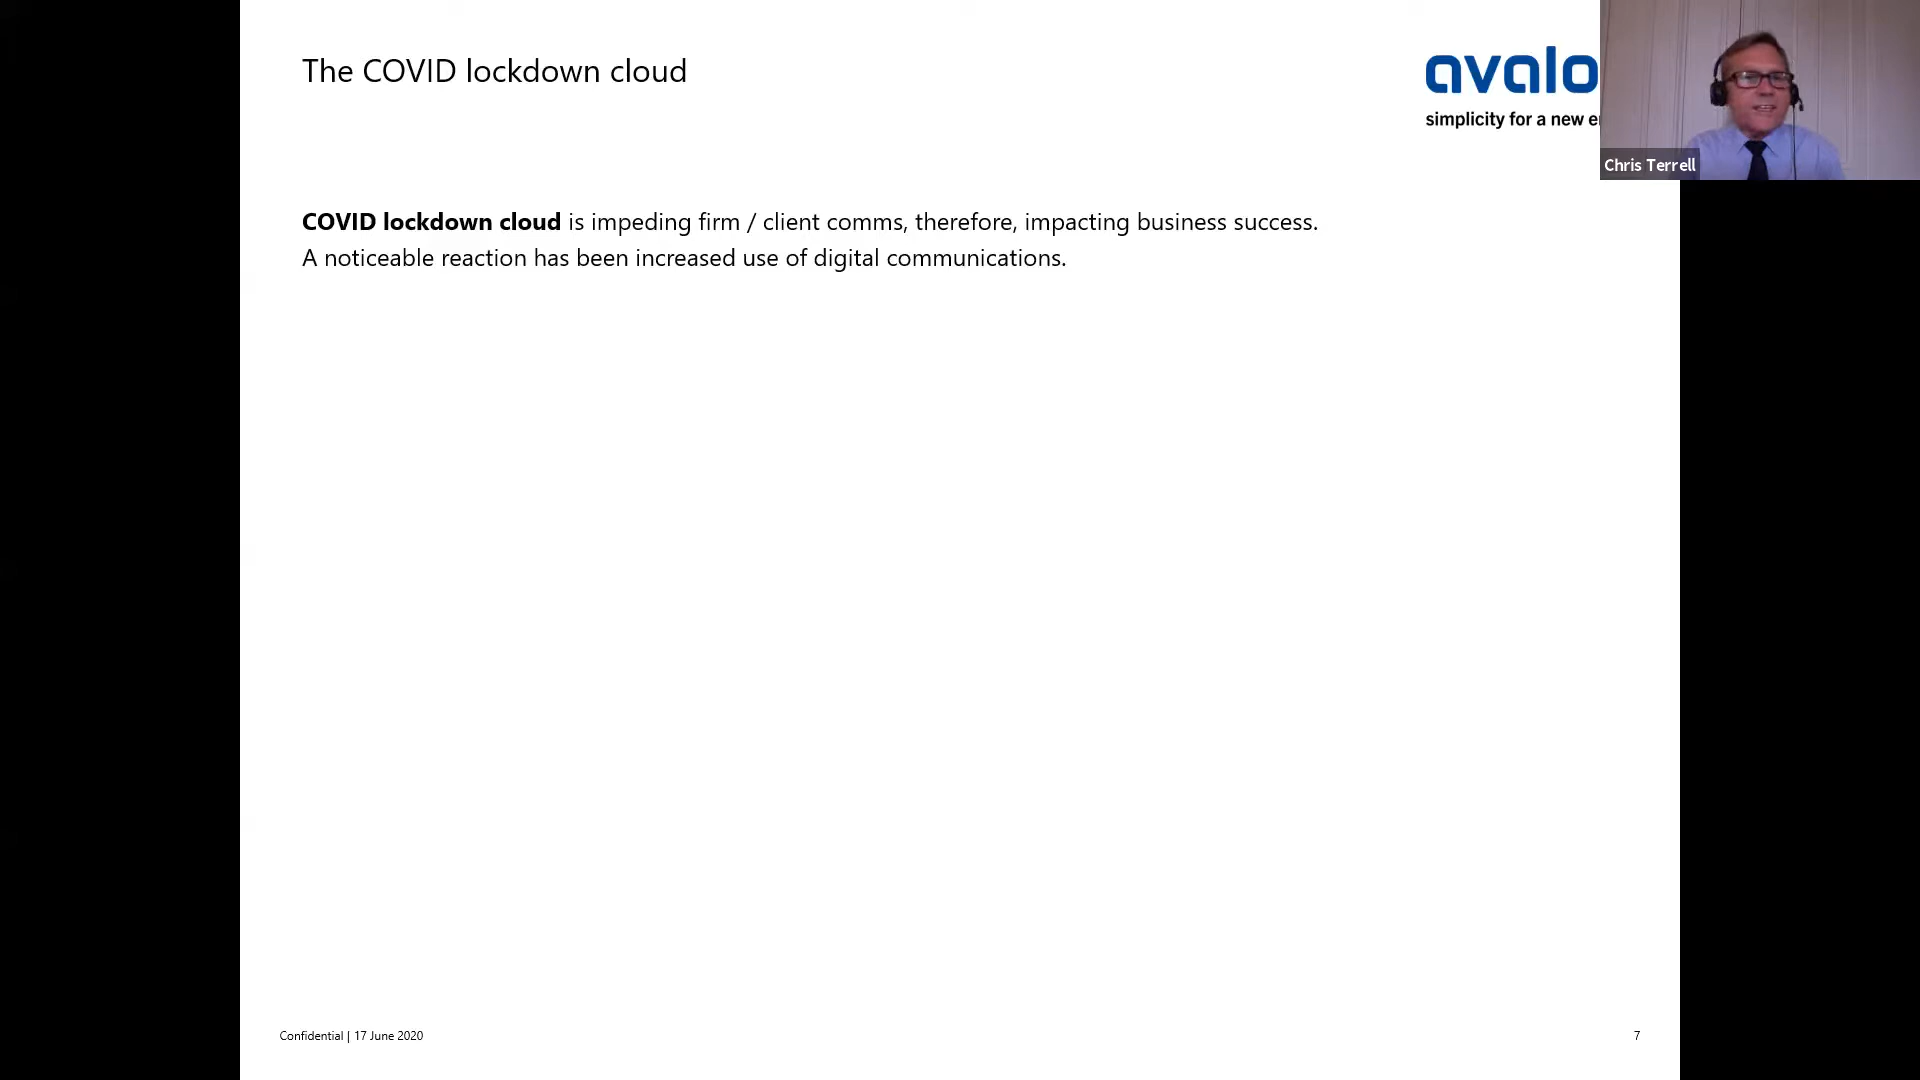 The COVID lockdown cloud
avalo
simplicity for a new
Chris Terrell
COVID lockdown cloud is impeding firm / client comms, therefore, impacting business success.
A noticeable reaction has been increased use of digital communications.
Confidential | 17 June 2020
7